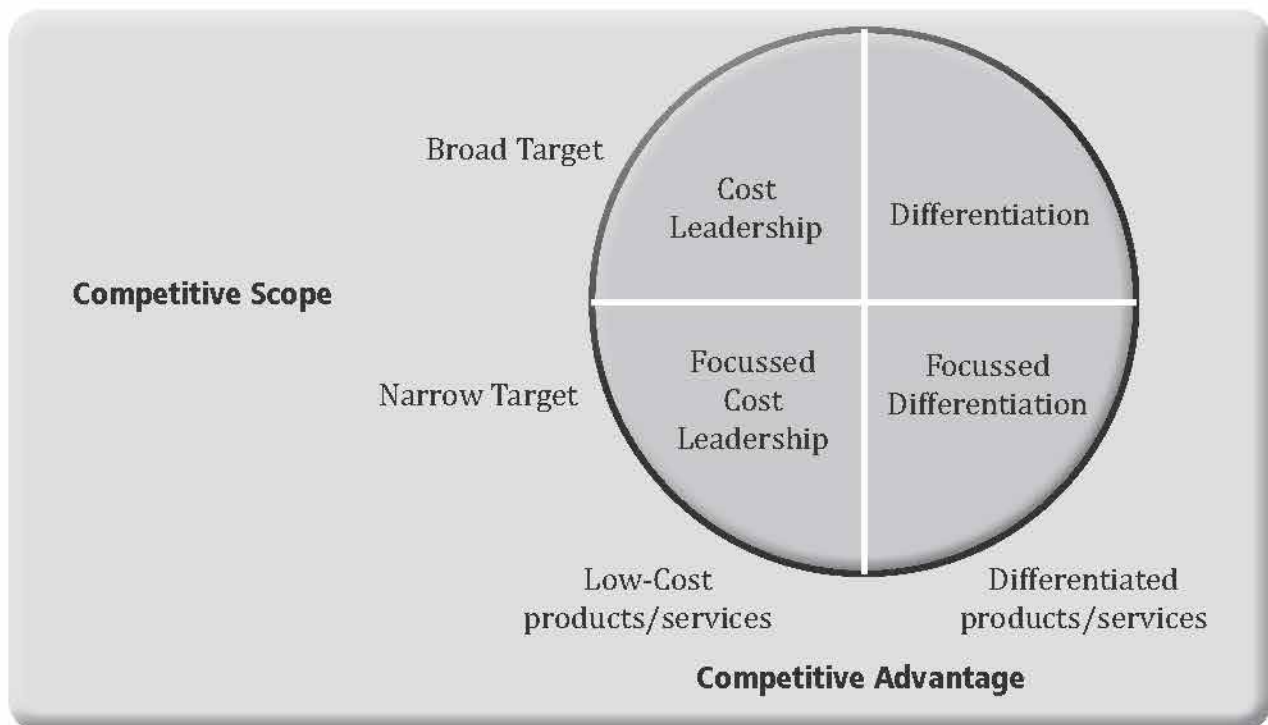 Broad Target
Cost
Leadership
Differentiation
Competitive Scope
Narrow Target
Focussed
Cost
Leadership
Focussed
Differentiation
Low-Cost
products/services
Differentiated
products/services
Competitive Advantage